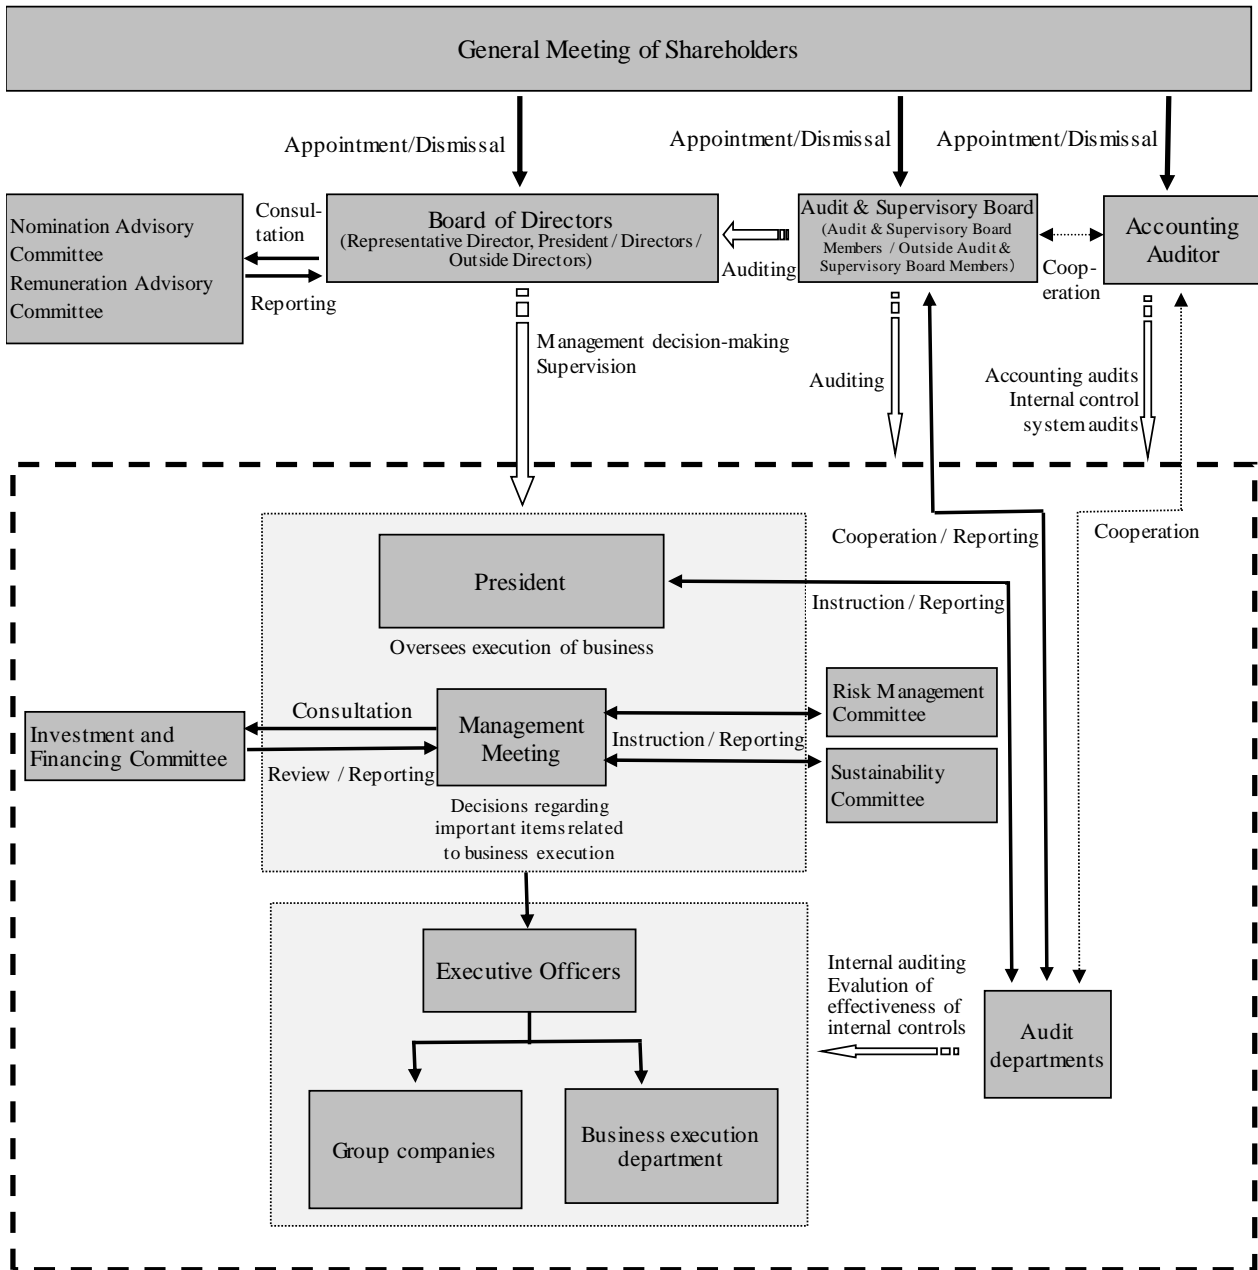 General Meeting of Shareholders
Appointment/Dismissal
Appointment/Dismissal
Appointment/Dismissal
Nomination Advisory
Committee
Remuneration Advisory
Committee
Consul-
tation
Reporting
Board of Directors
(Representative Director, President / Directors /
Outside Directors)
Auditing
Audit & Supervisory Board
(Audit & Supervisory Board
Members / Outside Audit &
Supervisory Board Members)
Coop-
eration
Accounting
Auditor
Management decision-making
Supervision
Auditing
Accounting audits
Internal control
system audits
Cooperation / Reporting
Cooperation
President
Instruction / Reporting
Oversees execution of business
Investment and
Financing Committee
Consultation
Review / Reporting
Management
Meeting
Instruction / Reporting
Risk Management
Committee
Sustainability
Committee
Decisions regarding
important items related
to business execution
Executive Officers
Internal auditing
Evalution of
effectiveness of
internal controls
Audit
departments
Group companies
Business execution
department